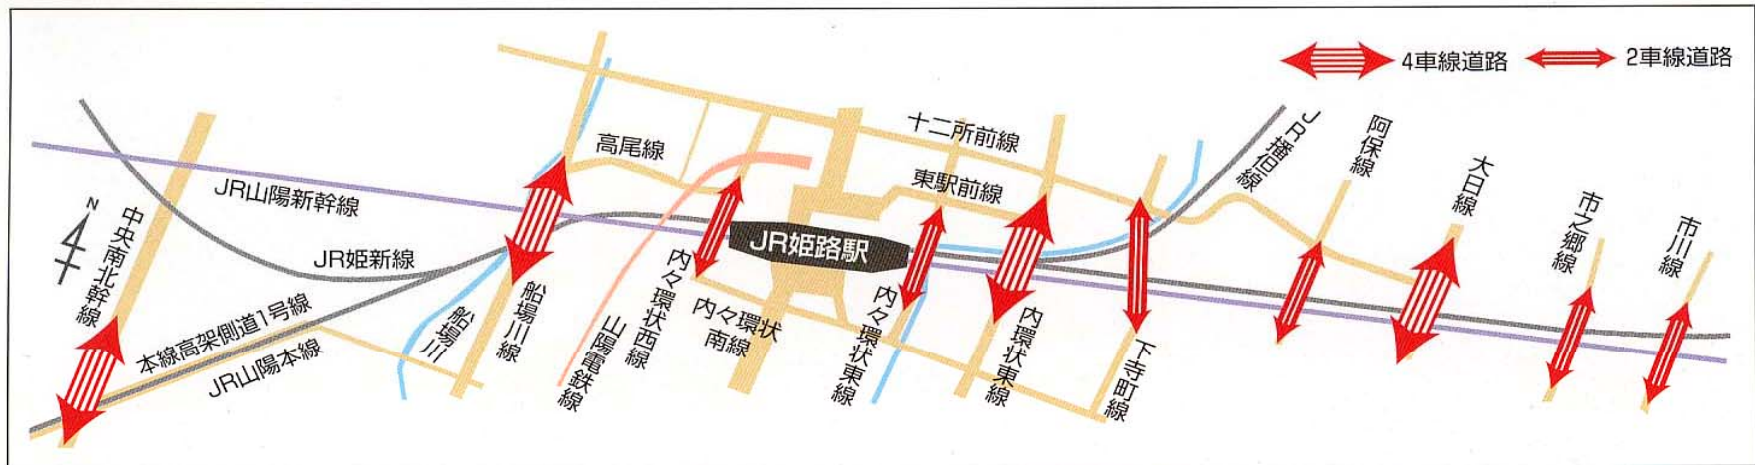 4車線道路
2車線道路
十二所前線
高尾線
東駅前線
JR播但線
阿保線
大日線
市之郷線
市川線
JR山陽新幹線
N
中央南北幹線
JR姫新線
JR姫路駅
本線高架側道1号線
JR山陽本線
船場川
船場川線
山陽電鉄線
内々環状西線
内々環状
南線
内々環状東線
内環状東線
下寺町線